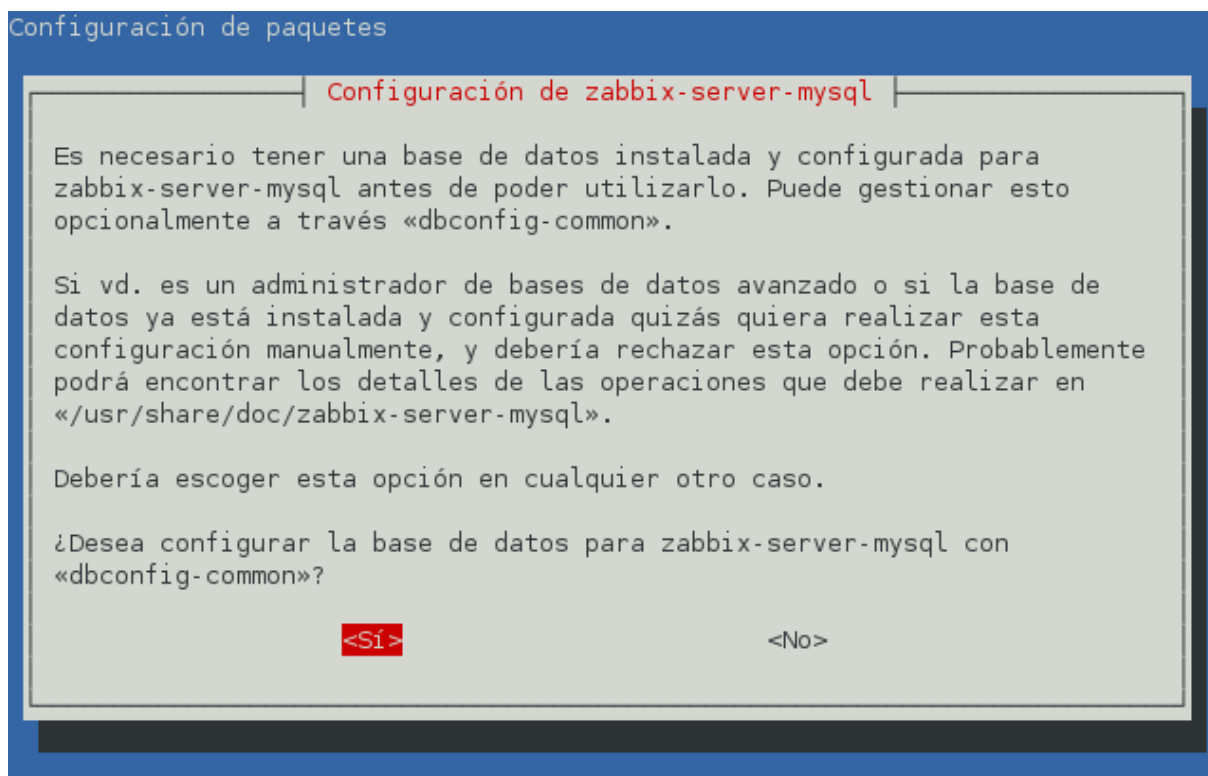 Configuración de paquetes
Configuración de zabbix-server-mysql
Es necesario tener una base de datos instalada y configurada para
zabbix-server-mysql antes de poder utilizarlo. Puede gestionar esto
opcionalmente a través «dbconfig-common».
Si vd. es un administrador de bases de datos avanzado o si la base de
datos ya está instalada y configurada quizás quiera realizar esta
configuración manualmente, y debería rechazar esta opción. Probablemente
podrá encontrar los detalles de las operaciones que debe realizar en
«/usr/share/doc/zabbix-server-mysql».
Debería escoger esta opción en cualquier otro caso.
¿Desea configurar la base de datos para zabbix-server-mysql con
«dbconfig-common»?
<Sí> <No>